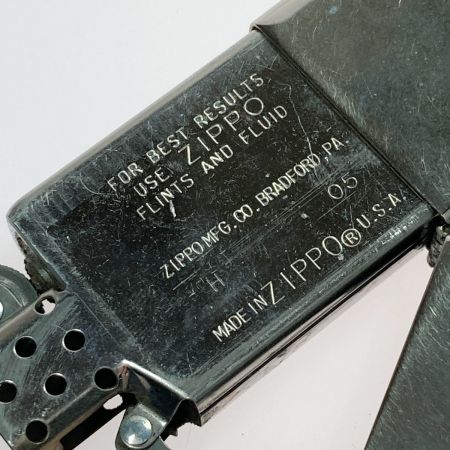 FOR BEST RESULTS
USE: ZIPPO
FLINTS AND FLUID
ZIPPO MFG. CO. BRADFORD, PA.
H 05
MADE IN ZIPPO® U.S.A